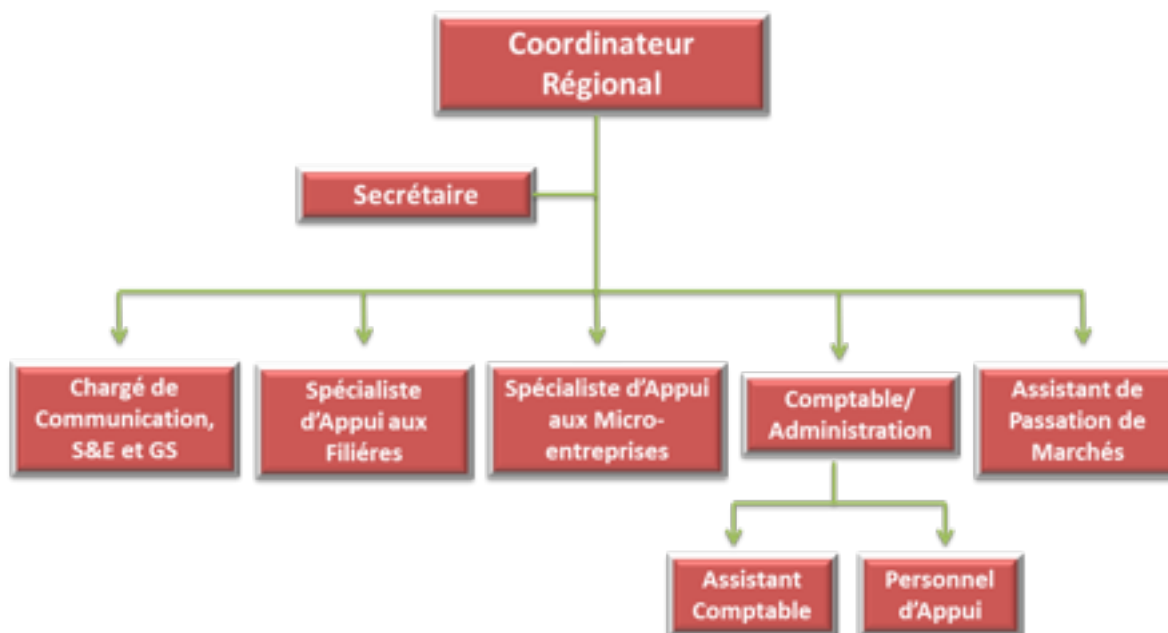 Coordinateur
Régional
Secrétaire
Chargé de
Communication,
S&E et GS
Spécialiste
d'Appui aux
Filiéres
Spécialiste d'Appui
aux Micro-
entreprises
Comptable/
Administration
Assistant de
Passation de
Marchés
Assistant
Comptable
Personnel
d'Appui